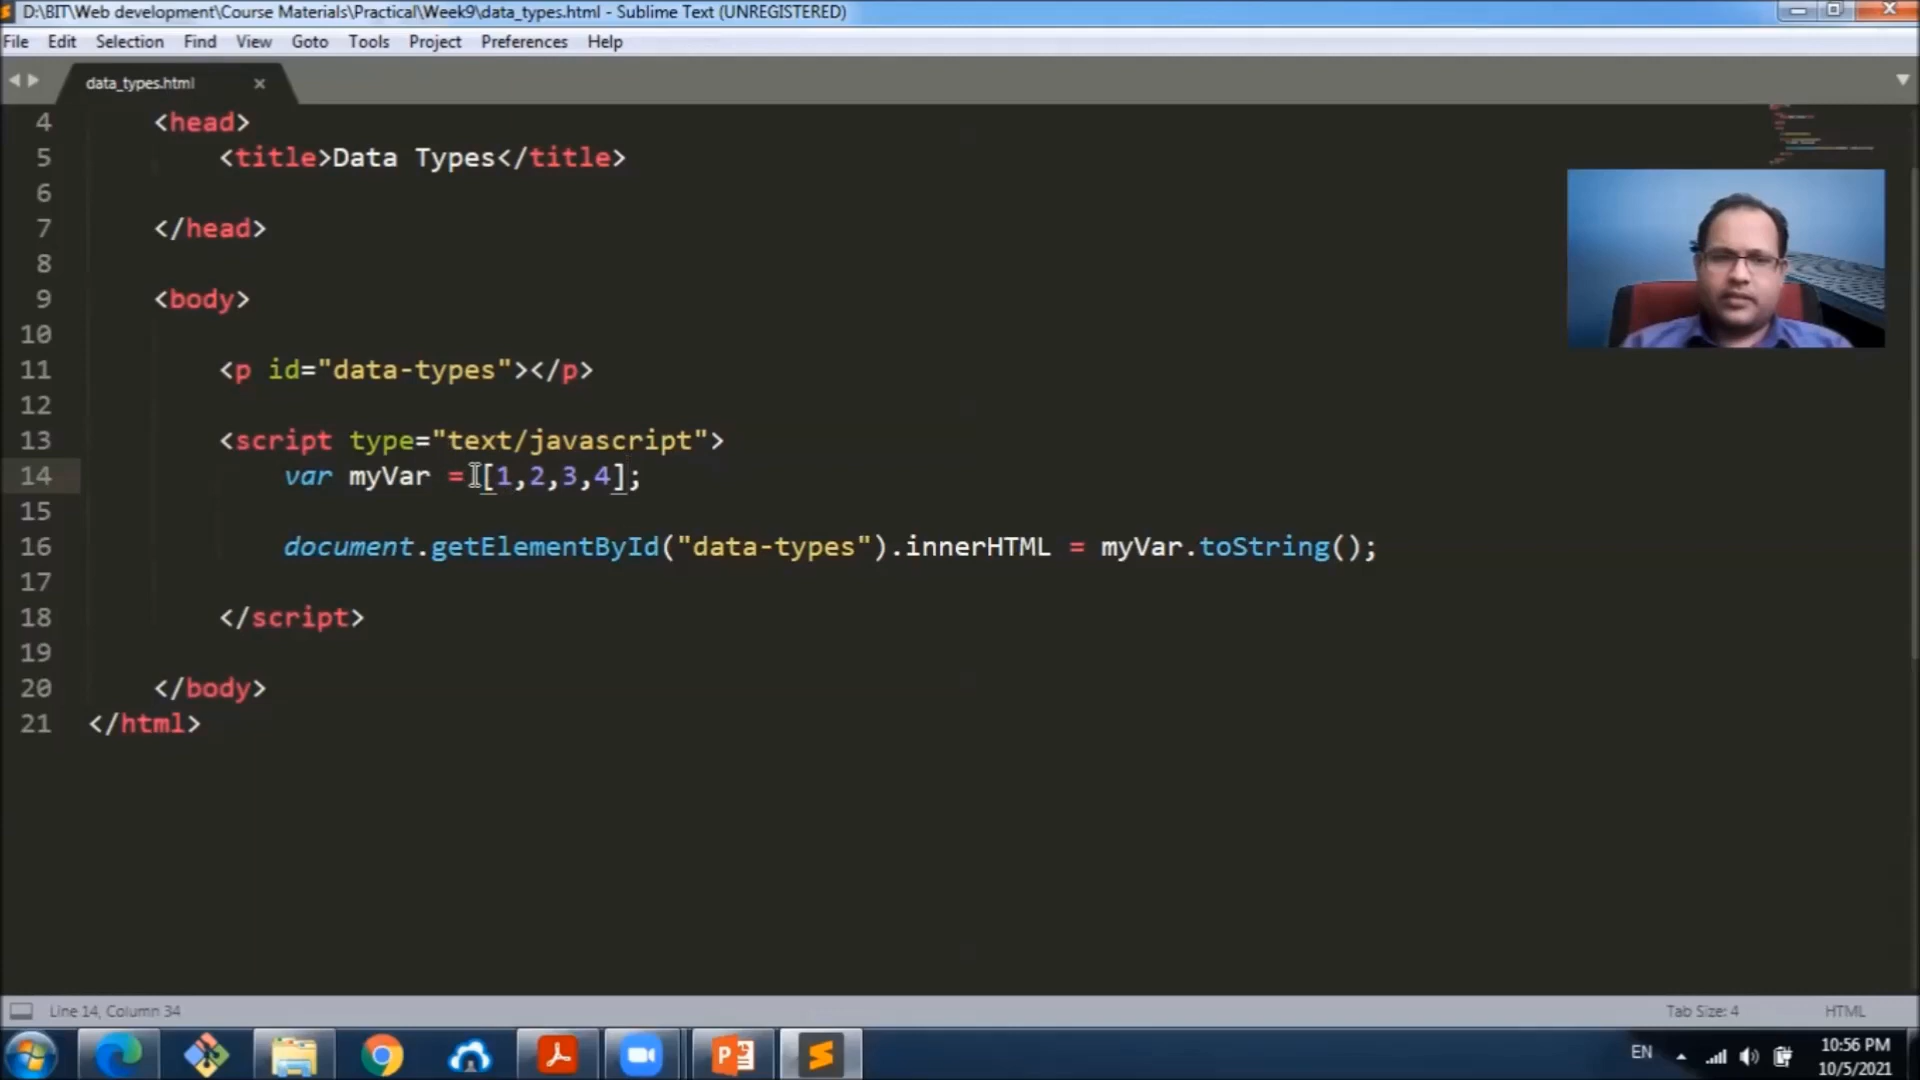 D:\BIT\Web development\Course Materials\Practical\Week9\data_types.html - Sublime Text (UNREGISTERED)
File Edit Selection Find View Goto Tools Project Preferences Help
data_types.html
4 <head>
5 <title>Data Types</title>
6
7 </head>
8
9 <body>
10
11 <p id="data-types"></p>
12
13 <script type="text/javascript">
14 var myVar = [1,2,3,4];
15
16 document.getElementById("data-types").innerHTML = myVar.toString();
17
18 </script>
19
20 </body>
21 </html>
Line 14, Column 34 Tab Size: 4 HTML
EN 10:56 PM
10/5/2021